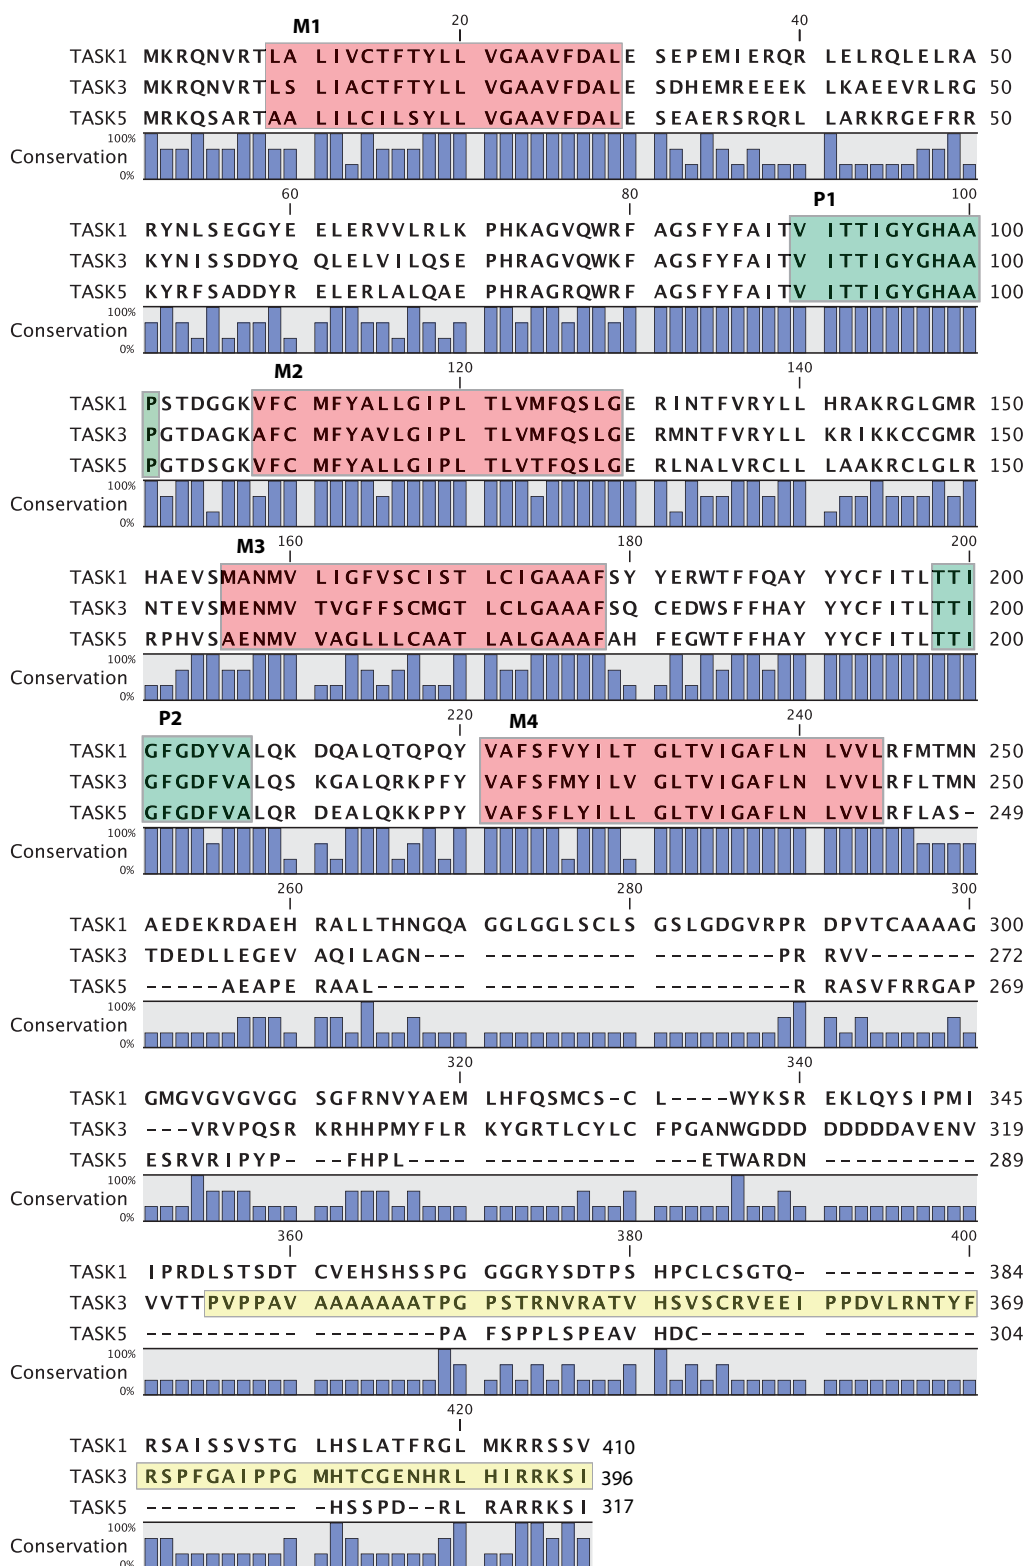 M1 20 40
TASK1 MKRQNVRTLA LIVCTFTYLL VGAAVFDALE SEPEMIERQR LELRQLELRA 50
TASK3 MKRQNVRTLS LIACTFTYLL VGAAVFDALE SDHEMREEEK LKAEEVRLRG 50
TASK5 MRKQSARTAA LILCILSYLL VGAAVFDALE SEAERSRQRL LARKRGEFRR 50
100%
Conservation
0%
60 80 P1 100
TASK1 RYNLSEGGYE ELERVVLRLK PHKAGVQWRF AGSFYFAITV ITTIGYGHAA 100
TASK3 KYNISSDDYQ QLELVILQSE PHRAGVQWKF AGSFYFAITV ITTIGYGHAA 100
TASK5 KYRFSADDYR ELERLALQAE PHRAGRQWRF AGSFYFAITV ITTIGYGHAA 100
100%
Conservation
0%
M2 120 140
TASK1 PSTDGGKVFC MFYALLGIPL TLVMFQSLGE RINTFVRYLL HRAKRGLGMR 150
TASK3 PGTDAGKAFC MFYAVLGIPL TLVMFQSLGE RMNTFVRYLL KRIKKCCGMR 150
TASK5 PGTDSGKVFC MFYALLGIPL TLVTFQSLGE RLNALVRCLL LAAKRCLGLR 150
100%
Conservation
0%
M3 160 180 200
TASK1 HAEVSMANMV LIGFVSCIST LCIGAAAFSY YERWTFFQAY YYCFITLTTI 200
TASK3 NTEVSMENMV TVGFFSCMGT LCLGAAAFSQ CEDWSFFHAY YYCFITLTTI 200
TASK5 RPHVSAENMV VAGLLLCAAT LALGAAAFAH FEGWTFFHAY YYCFITLTTI 200
100%
Conservation
0%
P2 220 M4 240
TASK1 GFGDYVALQK DQALQTQPQY VAFSFVYILT GLTVIGAFLN LVVLRFMTMN 250
TASK3 GFGDFVALQS KGALQRKPFY VAFSFMYILV GLTVIGAFLN LVVLRFLTMN 250
TASK5 GFGDFVALQR DEALQKKPPY VAFSFLYILL GLTVIGAFLN LVVLRFLAS- 249
100%
Conservation
0%
260 280 300
TASK1 AEDEKRDAEH RALLTHNGQA GGLGGLSCLS GSLGDGVRPR DPVTCAAAAG 300
TASK3 TDEDLLEGEV AQILAGN--- ---------- --------PR RVV------- 272
TASK5 -----AEAPE RAAL------ ---------- ---------R RASVFRRGAP 269
100%
Conservation
0%
320 340
TASK1 GMGVGVGVGG SGFRNVYAEM LHFQSMCS-C L----WYKSR EKLQYSIPMI 345
TASK3 ---VRVPQSR KRHHPMYFLR KYGRTLCYLC FPGANWGDDD DDDDDAVENV 319
TASK5 ESRVRIPYP- --FHPL---- ---------- ---ETWARDN ---------- 289
100%
Conservation
0%
360 380 400
TASK1 IPRDLSTSDT CVEHSHSSPG GGGRYSDTPS HPCLCSGTQ- ---------- 384
TASK3 VVTTPVPPAV AAAAAAATPG PSTRNVRATV HSVSCRVEEI PPDVLRNTYF 369
TASK5 ---------- --------PA FSPPLSPEAV HDC------- ---------- 304
100%
Conservation
0%
420
TASK1 RSAISSVSTG LHSLATFRGL MKRRSSV 410
TASK3 RSPFGAIPPG MHTCGENHRL HIRRKSI 396
TASK5 ---------- -HSSPD--RL RARRKSI 317
100%
Conservation
0%